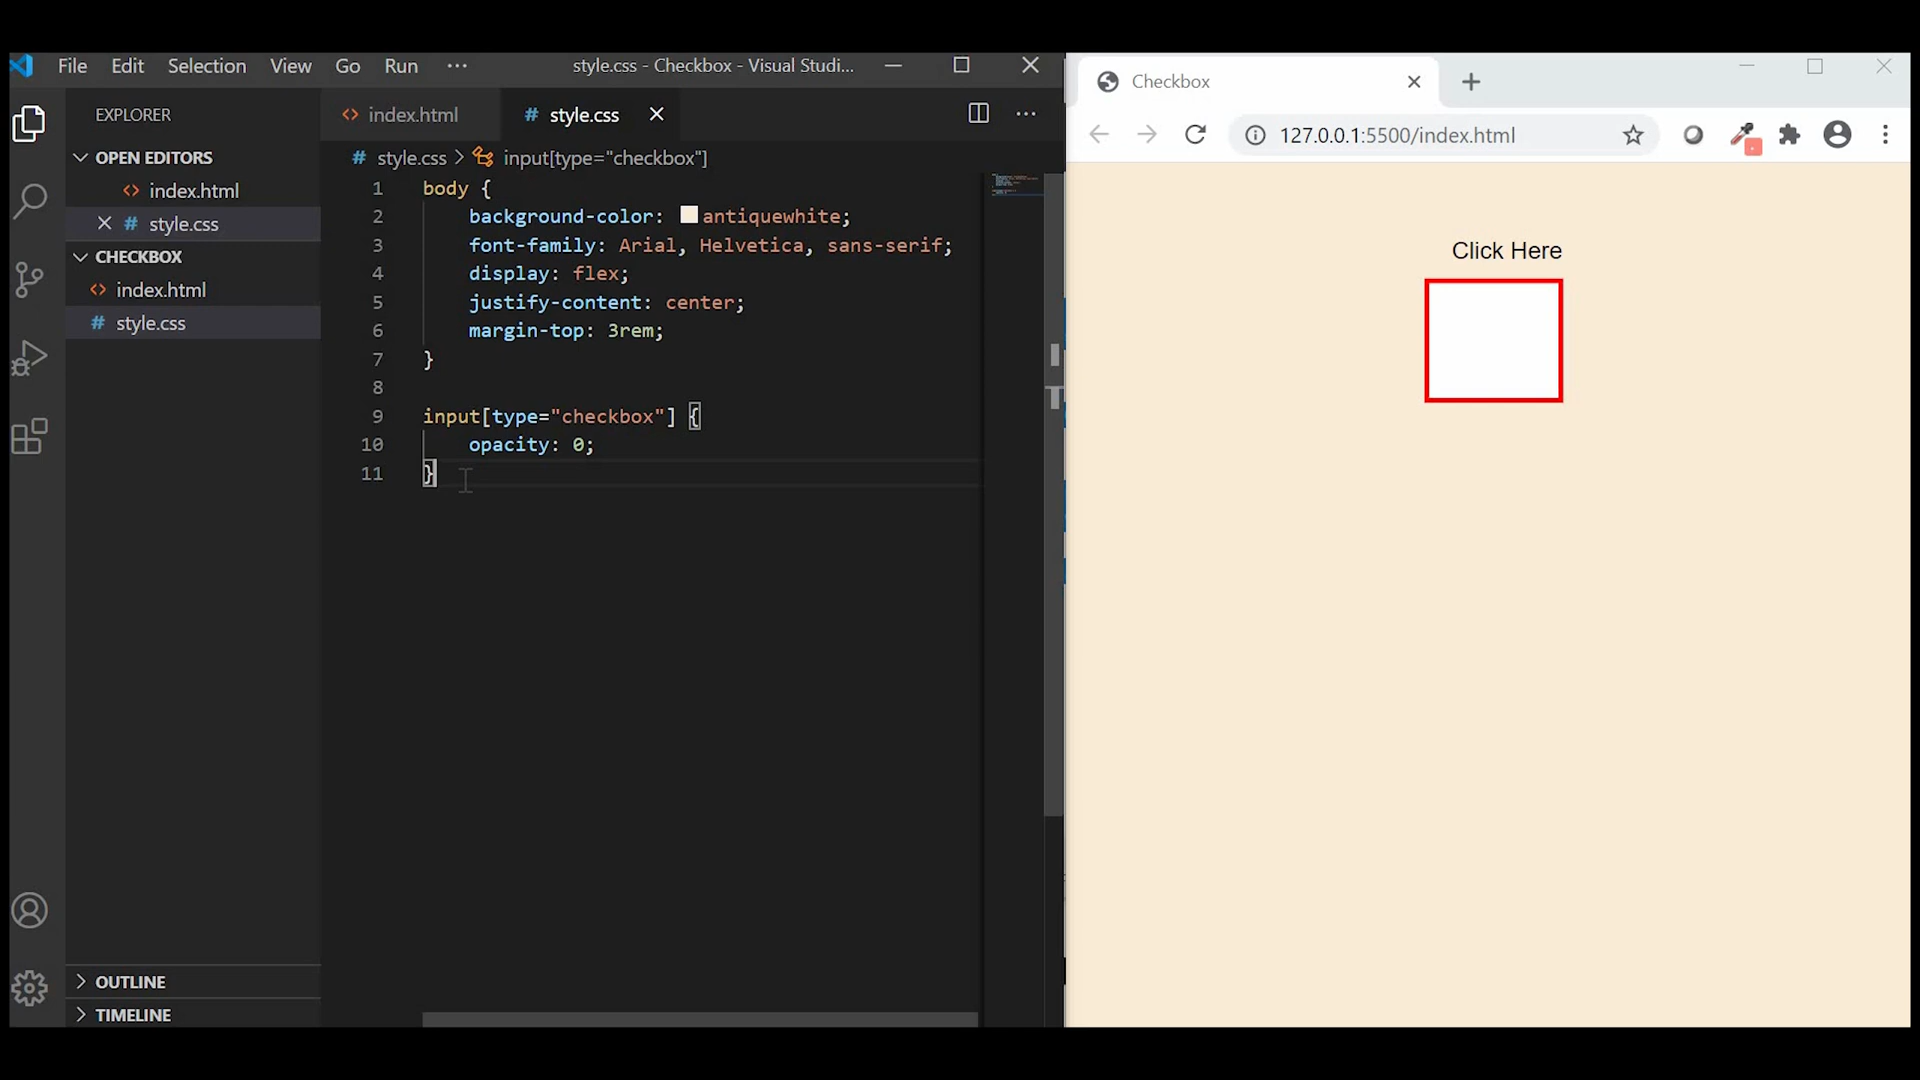 File Edit Selection View Go Run ··· style.css - Checkbox - Visual Studi...
EXPLORER
OPEN EDITORS
<> index.html
# style.css
CHECKBOX
<> index.html
# style.css
OUTLINE
TIMELINE
<> index.html # style.css
# style.css > input[type="checkbox"]
1 body {
2 background-color: antiquewhite;
3 font-family: Arial, Helvetica, sans-serif;
4 display: flex;
5 justify-content: center;
6 margin-top: 3rem;
7 }
8
9 input[type="checkbox"] {
10 opacity: 0;
11 }
Checkbox
127.0.0.1:5500/index.html
Click Here